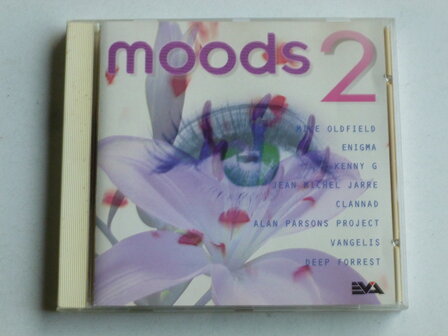 moods 2
MIKE OLDFIELD
ENIGMA
KENNY G
JEAN MICHEL JARRE
CLANNAD
ALAN PARSONS PROJECT
VANGELIS
DEEP FORREST
EVA